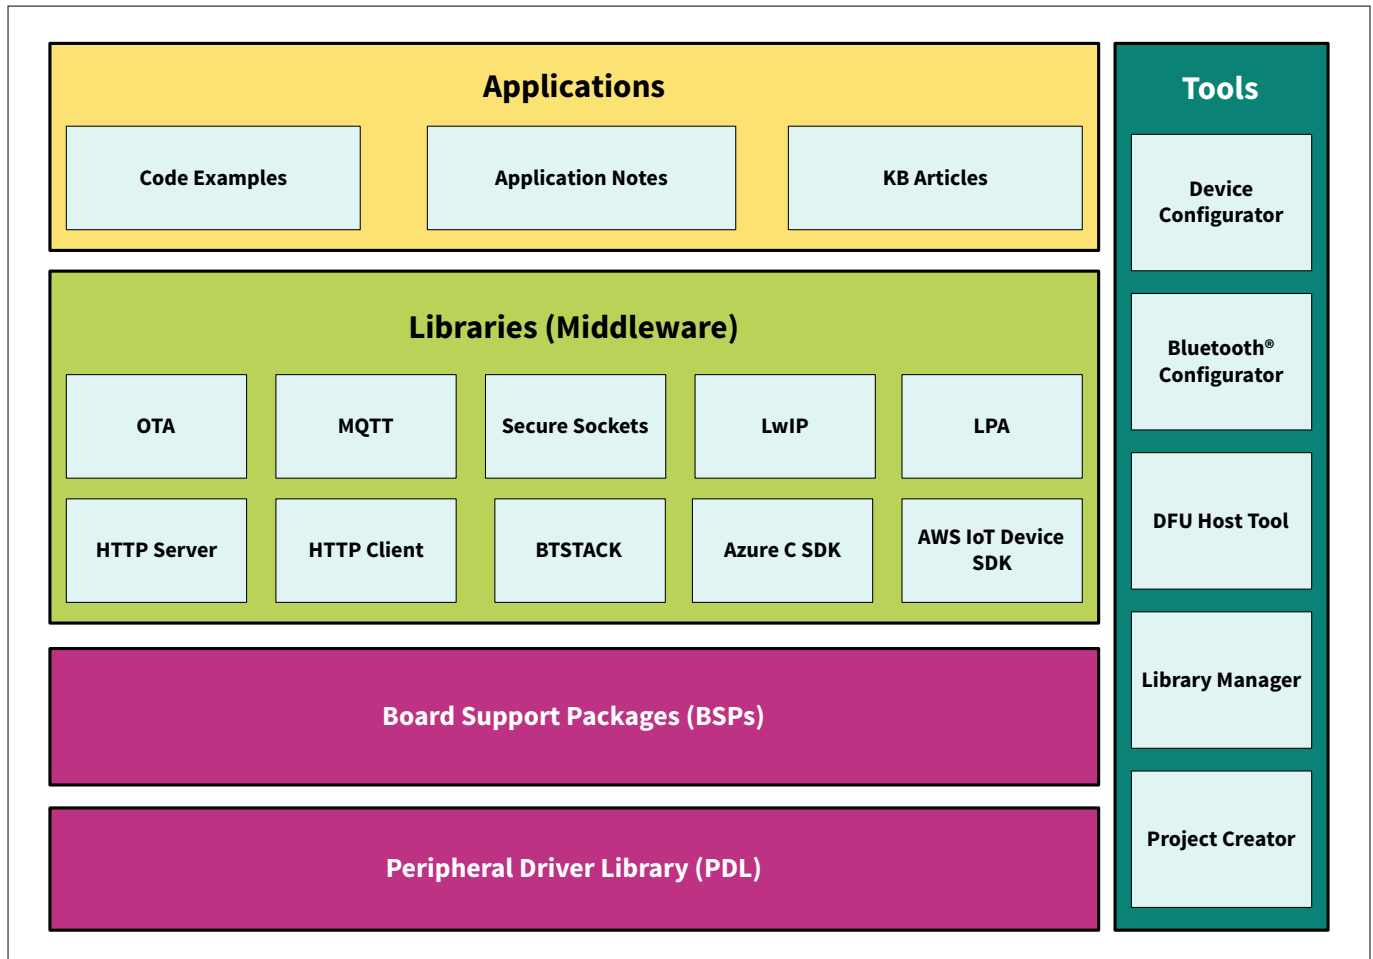 Applications
Code Examples
Application Notes
KB Articles
Libraries (Middleware)
OTA
MQTT
Secure Sockets
LwIP
LPA
HTTP Server
HTTP Client
BTSTACK
Azure C SDK
AWS IoT Device
SDK
Board Support Packages (BSPs)
Peripheral Driver Library (PDL)
Tools
Device
Configurator
Bluetooth®
Configurator
DFU Host Tool
Library Manager
Project Creator